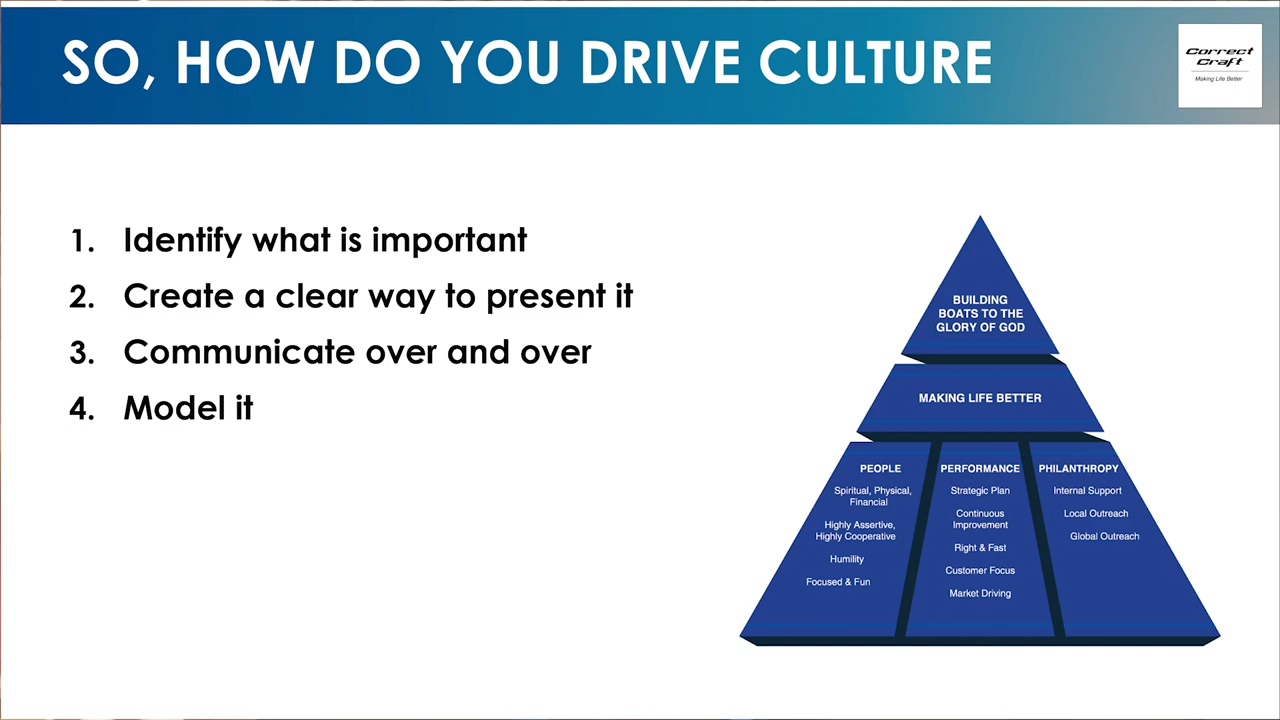 SO, HOW DO YOU DRIVE CULTURE
Correct
Craft
Making Life Better
1. Identify what is important
2. Create a clear way to present it
3. Communicate over and over
4. Model it
BUILDING
BOATS TO THE
GLORY OF GOD
MAKING LIFE BETTER
PEOPLE
Spiritual, Physical,
Financial
Highly Assertive,
Highly Cooperative
Humility
Focused & Fun
PERFORMANCE
Strategic Plan
Continuous
Improvement
Right & Fast
Customer Focus
Market Driving
PHILANTHROPY
Internal Support
Local Outreach
Global Outreach